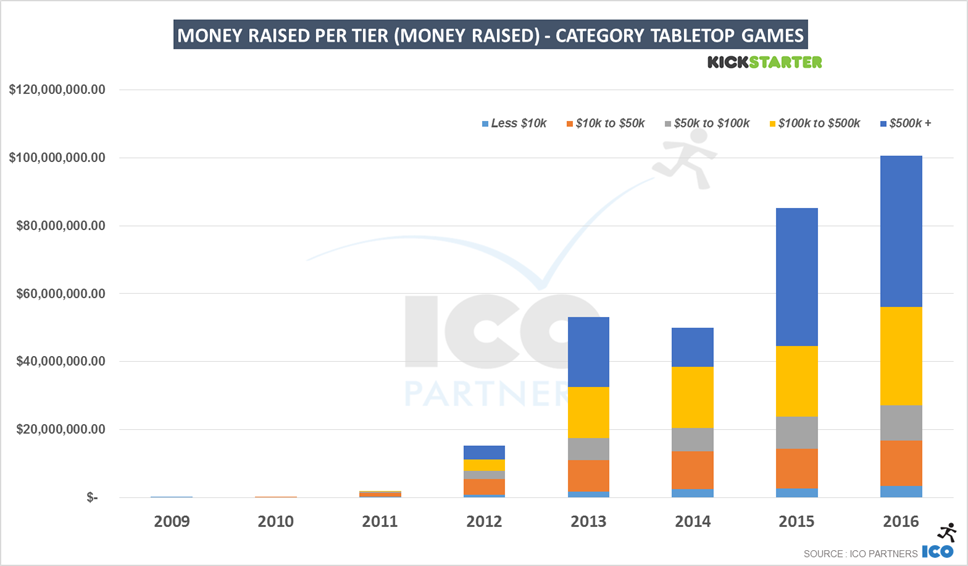 MONEY RAISED PER TIER (MONEY RAISED) - CATEGORY TABLETOP GAMES
KICKSTARTER
$120,000,000.00
Less $10k $10k to $50k $50k to $100k $100k to $500k $500k +
$100,000,000.00
$80,000,000.00
$60,000,000.00
ICO
$40,000,000.00
PARTNER
$20,000,000.00
$-
2009 2010 2011 2012 2013 2014 2015 2016
SOURCE : ICO PARTNERS ICO